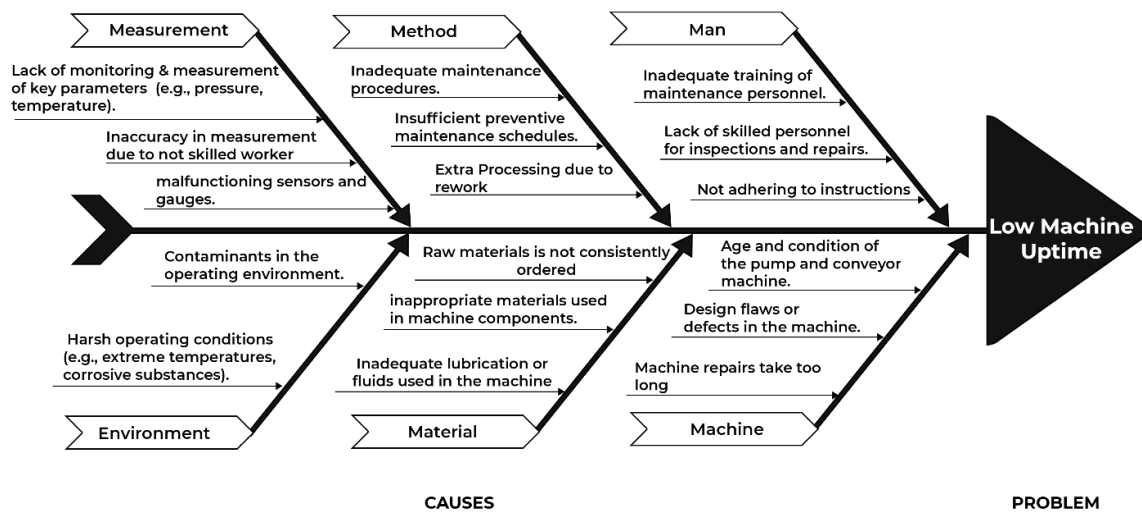 Measurement
Lack of monitoring & measurement
of key parameters (e.g., pressure,
temperature).
Inaccuracy in measurement
due to not skilled worker
malfunctioning sensors and
gauges.
Method
Inadequate maintenance
procedures.
Insufficient preventive
maintenance schedules.
Extra Processing due to
rework
Man
Inadequate training of
maintenance personnel.
Lack of skilled personnel
for inspections and repairs.
Not adhering to instructions
Low Machine
Uptime
Contaminants in the
operating environment.
Harsh operating conditions
(e.g., extreme temperatures,
corrosive substances).
Environment
Raw materials is not consistently
ordered
inappropriate materials used
in machine components.
Inadequate lubrication or
fluids used in the machine
Material
Age and condition of
the pump and conveyor
machine.
Design flaws or
defects in the machine.
Machine repairs take too
long
Machine
CAUSES
PROBLEM